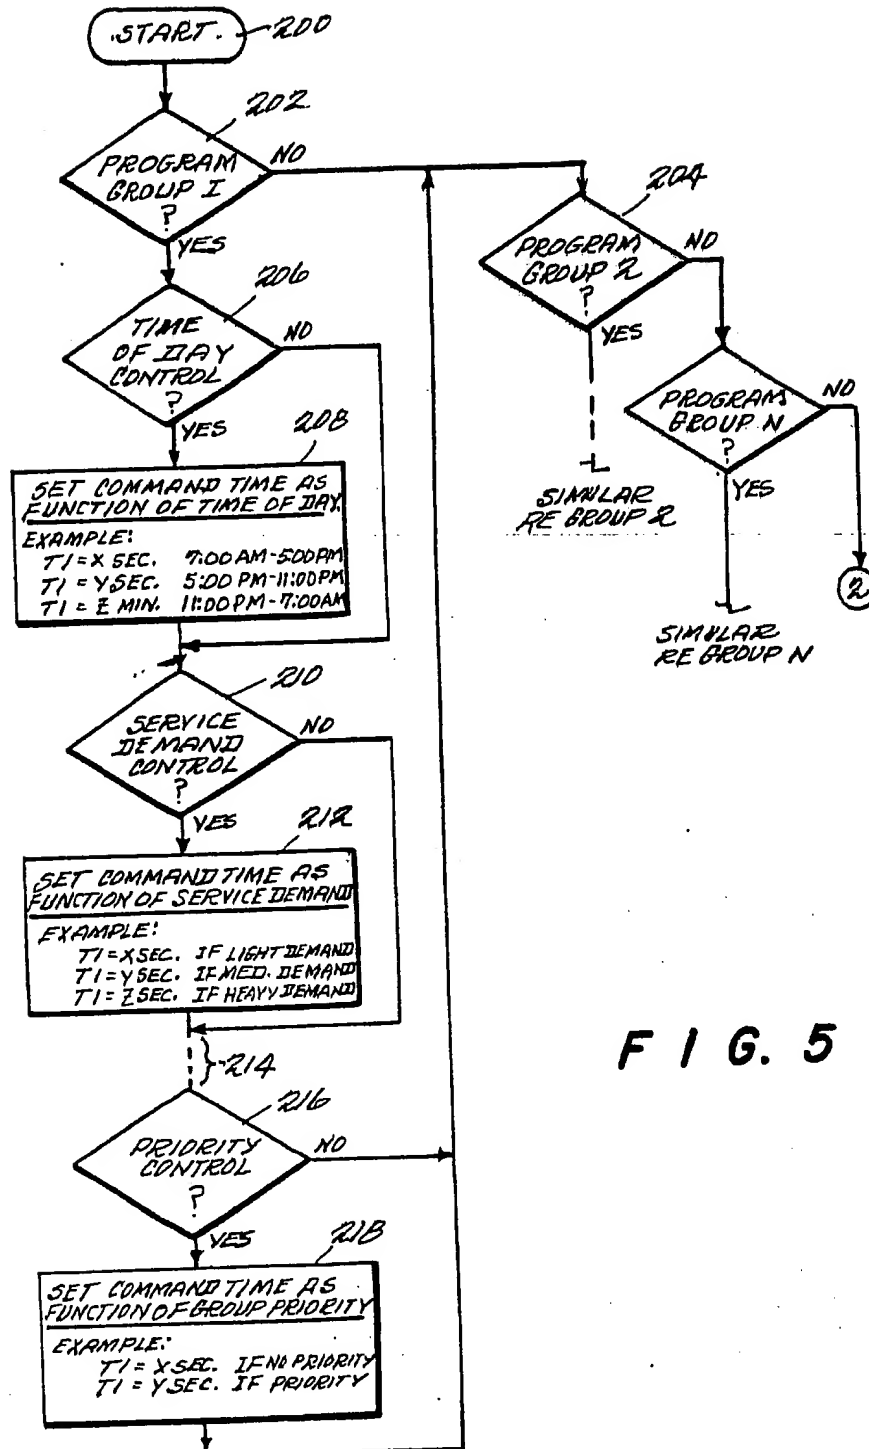 START.
200
202
PROGRAM
GROUP I
?
NO
YES
204
PROGRAM
GROUP 2
?
NO
YES
206
TIME
OF DAY
CONTROL
?
NO
YES
PROGRAM
GROUP N
?
NO
YES
208
SET COMMAND TIME AS
FUNCTION OF TIME OF DAY.
EXAMPLE:
T1 = X SEC. 7:00 AM-5:00PM
T1 = Y SEC. 5:00 PM-11:00PM
T1 = Z MIN. 11:00PM-7:00AM
SIMULAR
RE GROUP 2
2
SIMULAR
RE GROUP N
210
SERVICE
DEMAND
CONTROL
?
NO
YES
212
SET COMMAND TIME AS
FUNCTION OF SERVICE DEMAND
EXAMPLE:
T1 = X SEC. IF LIGHT DEMAND
T1 = Y SEC. IF MED. DEMAND
T1 = Z SEC. IF HEAVY DEMAND
214
FIG. 5
216
PRIORITY
CONTROL
?
NO
YES
218
SET COMMAND TIME AS
FUNCTION OF GROUP PRIORITY
EXAMPLE:
T1 = X SEC. IF NO PRIORITY
T1 = Y SEC. IF PRIORITY